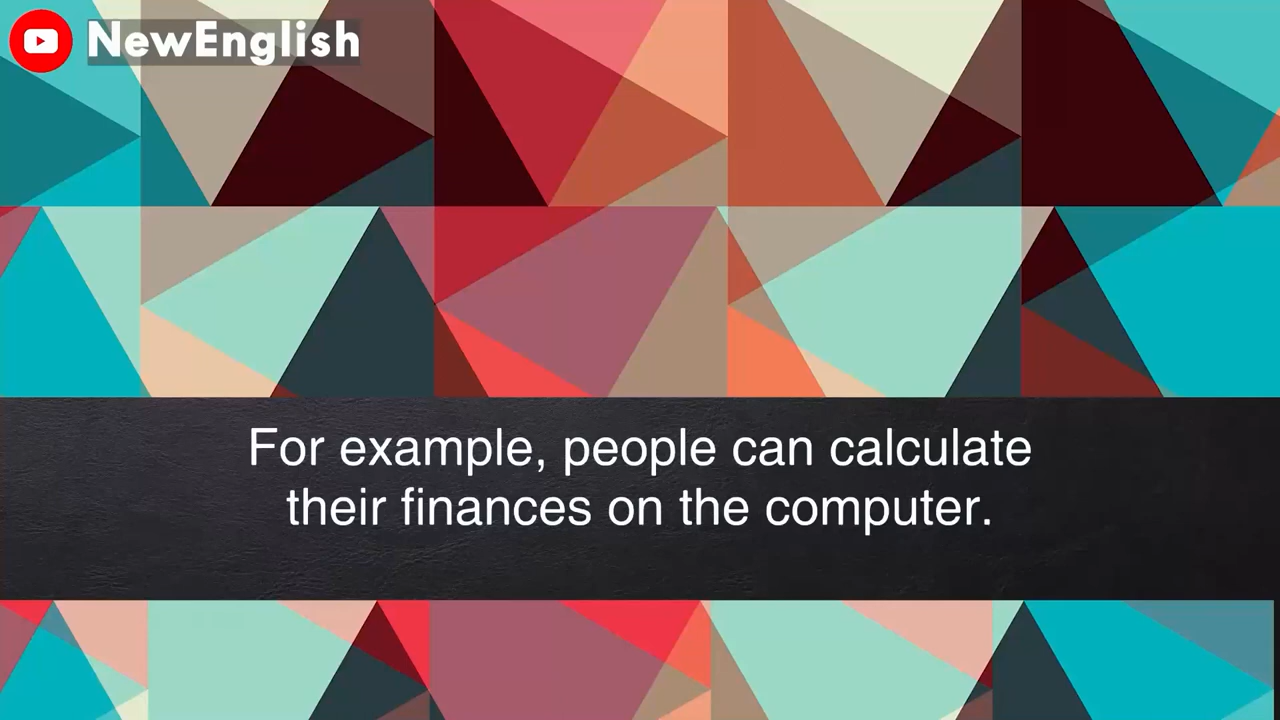 NewEnglish
For example, people can calculate
their finances on the computer.